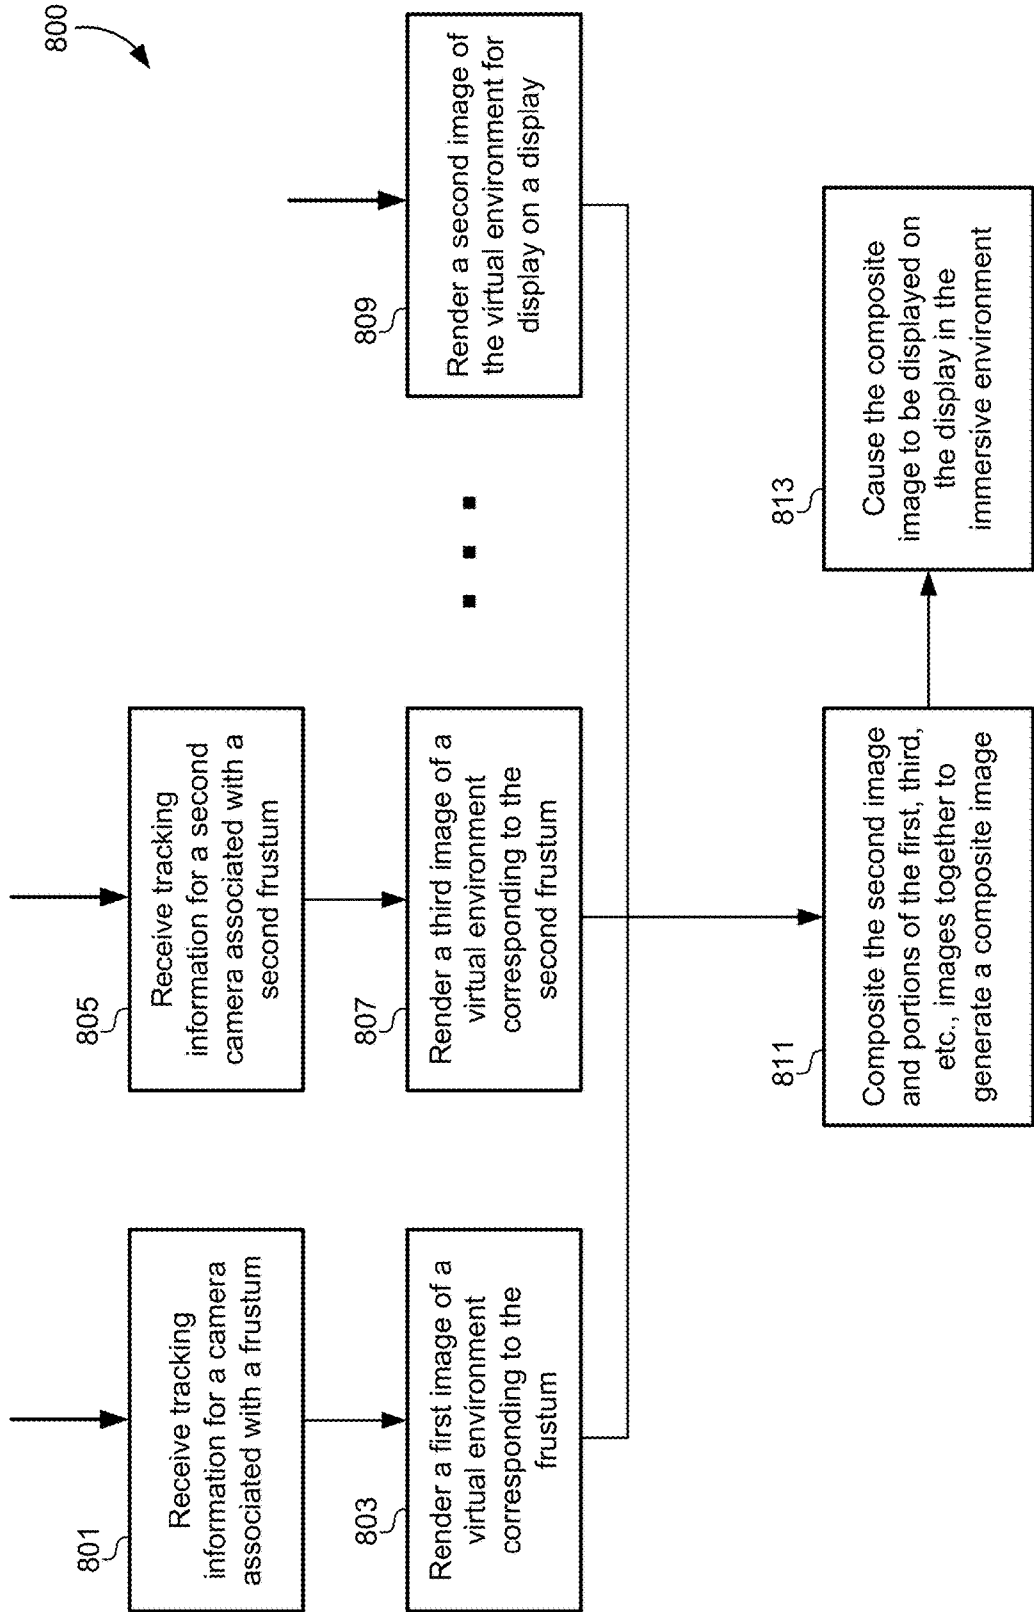 800
801
Receive tracking
information for a camera
associated with a frustum
803
Render a first image of a
virtual environment
corresponding to the
frustum
805
Receive tracking
information for a second
camera associated with a
second frustum
807
Render a third image of a
virtual environment
corresponding to the
second frustum
809
Render a second image of
the virtual environment for
display on a display
811
Composite the second image
and portions of the first, third,
etc., images together to
generate a composite image
813
Cause the composite
image to be displayed on
the display in the
immersive environment